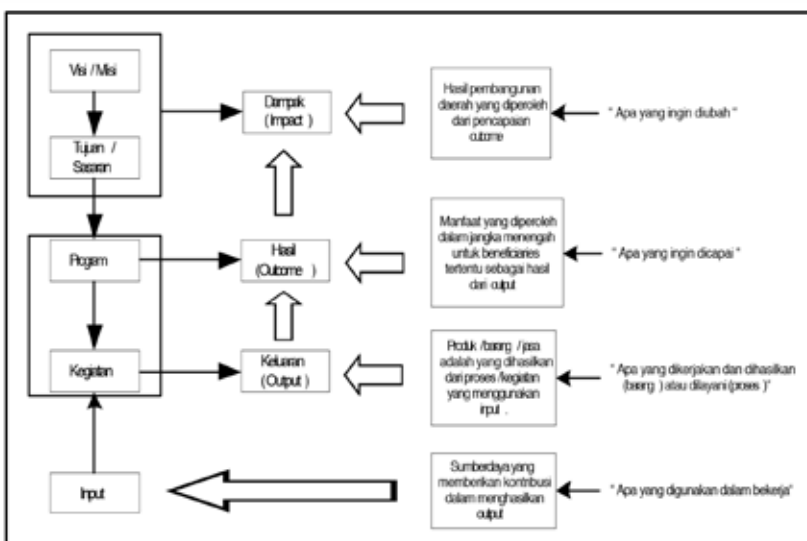 Visi / Misi
Tujuan /
Sasaran
Dampak
(Impact )
Hasil pembangunan
daerah yang diperoleh
dari pencapaian
outcome
" Apa yang ingin diubah "
Program
Hasil
(Outcome )
Manfaat yang diperoleh
dalam jangka menengah
untuk beneficiaries
tertentu sebagai hasil
dari output
" Apa yang ingin dicapai "
Kegiatan
Keluaran
(Output )
Produk /barang / jasa
adalah yang dihasilkan
dari proses /kegiatan
yang menggunakan
input .
" Apa yang dikerjakan dan dihasilkan
(barang ) atau dilayani (proses )"
Input
Sumberdaya yang
memberikan kontribusi
dalam menghasilkan
output
" Apa yang digunakan dalam bekerja"